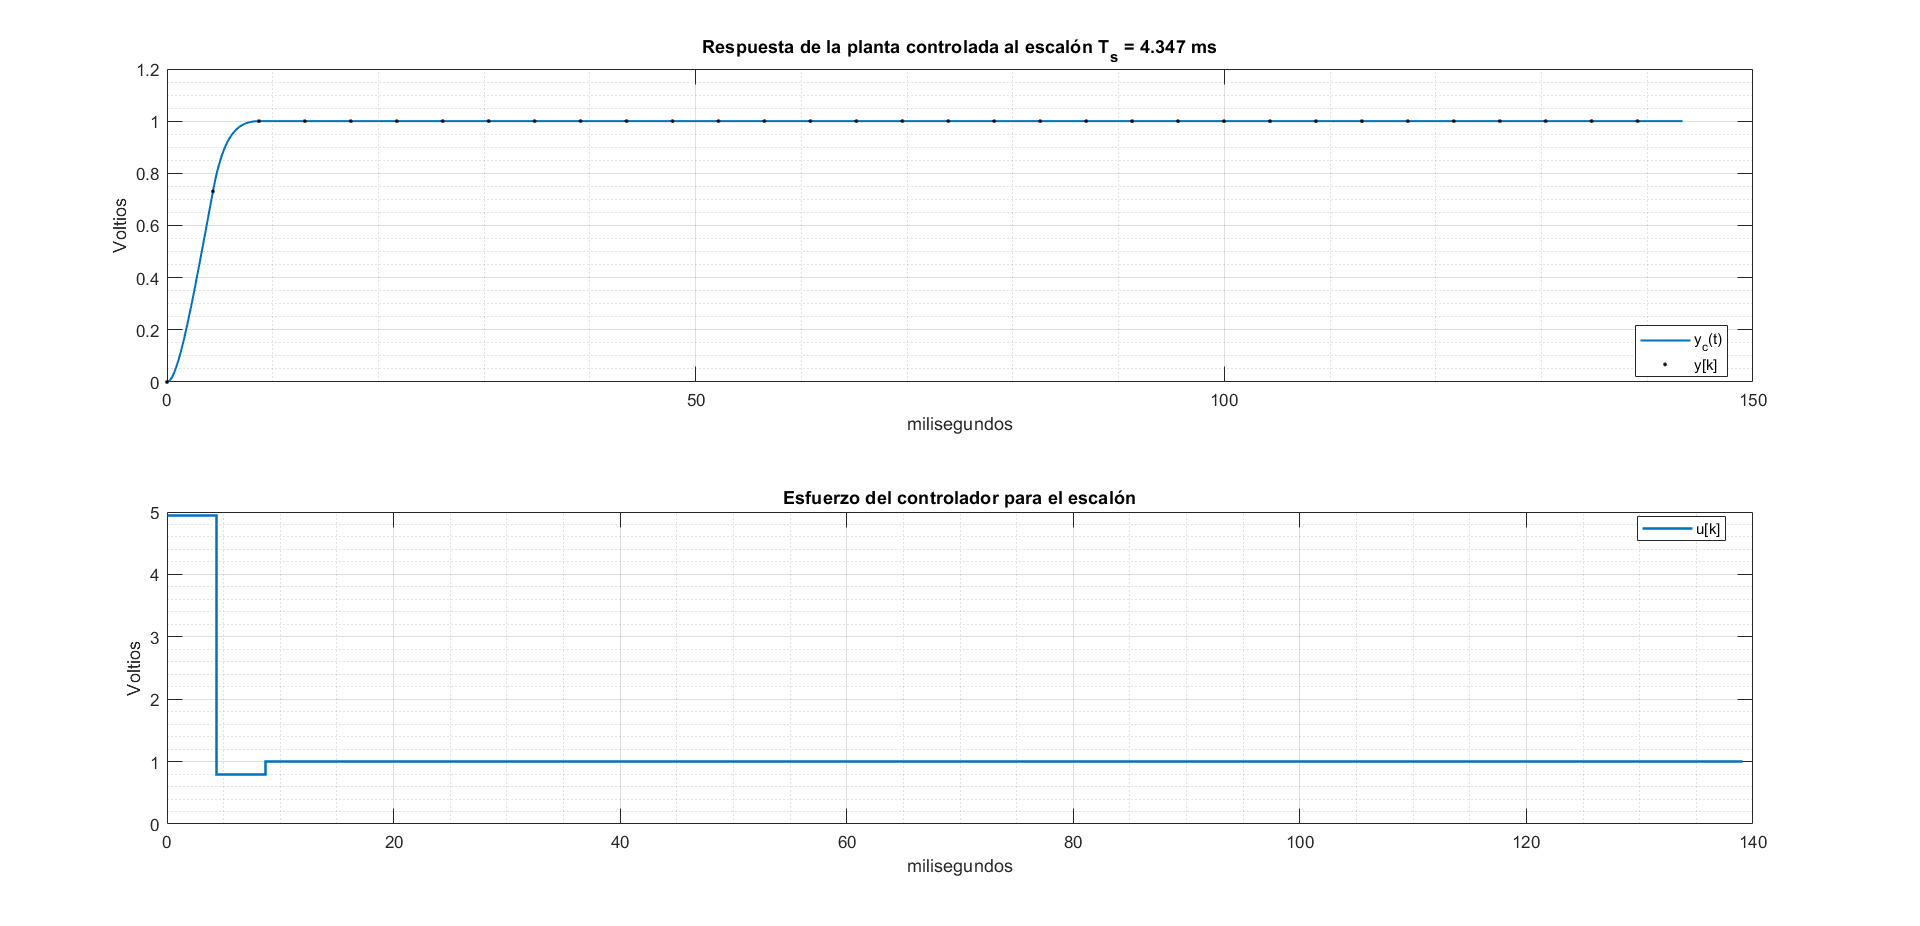 Respuesta de la planta controlada al escalón T_s = 4.347 ms
1.2
1
0.8
0.6
0.4
0.2
0
Voltios
y_c(t)
y[k]
0 50 100 150
milisegundos
Esfuerzo del controlador para el escalón
5
4
3
2
1
0
Voltios
u[k]
0 20 40 60 80 100 120 140
milisegundos